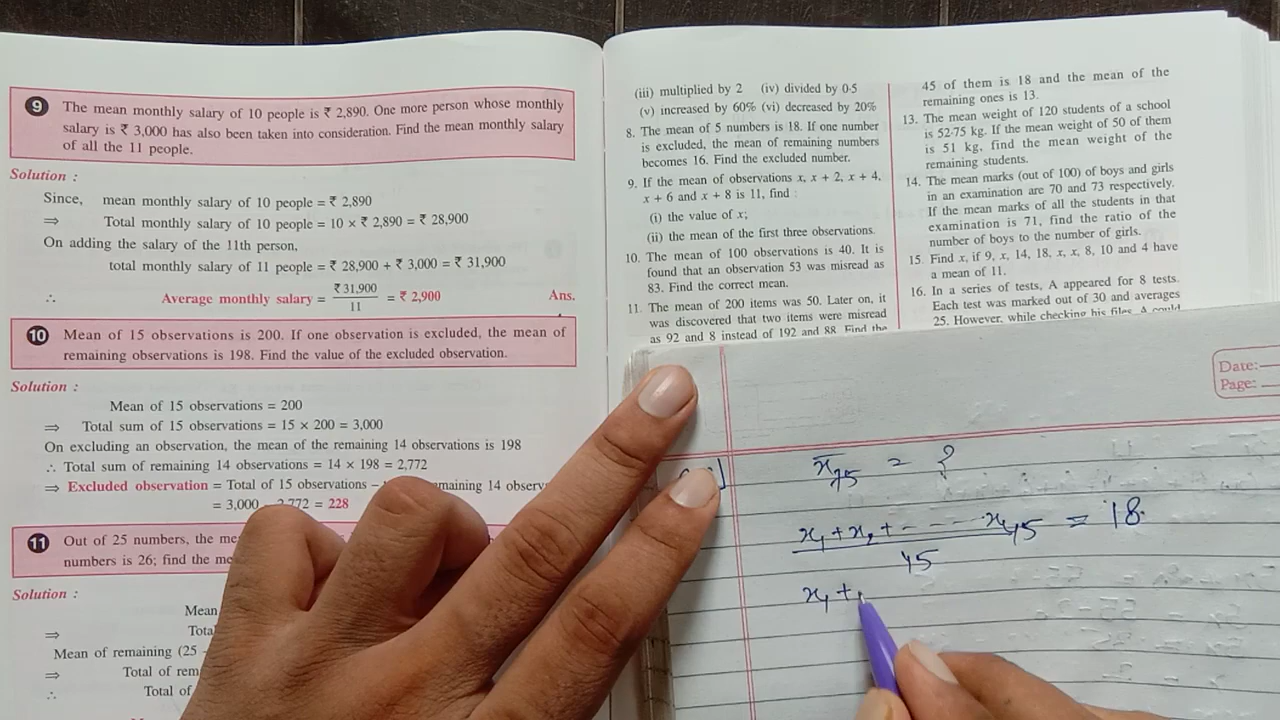 9 The mean monthly salary of 10 people is ₹ 2,890. One more person whose monthly
salary is ₹ 3,000 has also been taken into consideration. Find the mean monthly salary
of all the 11 people.
Solution :
Since, mean monthly salary of 10 people = ₹ 2,890
⇒ Total monthly salary of 10 people = 10 × ₹ 2,890 = ₹ 28,900
On adding the salary of the 11th person,
total monthly salary of 11 people = ₹ 28,900 + ₹ 3,000 = ₹ 31,900
∴ Average monthly salary = ₹ 31,900 / 11 = ₹ 2,900 Ans.
10 Mean of 15 observations is 200. If one observation is excluded, the mean of
remaining observations is 198. Find the value of the excluded observation.
Solution :
Mean of 15 observations = 200
⇒ Total sum of 15 observations = 15 × 200 = 3,000
On excluding an observation, the mean of the remaining 14 observations is 198
∴ Total sum of remaining 14 observations = 14 × 198 = 2,772
⇒ Excluded observation = Total of 15 observations - 14
= 3,000 - 2,772 = 228
11 Out of 25 numbers, the
numbers is 26; find the
Solution :
Mean
⇒ 
Mean of remaining (25
⇒ Total of
∴ Total of
(iii) multiplied by 2 (iv) divided by 0·5
(v) increased by 60% (vi) decreased by 20%
8. The mean of 5 numbers is 18. If one number
is excluded, the mean of remaining numbers
becomes 16. Find the excluded number.
9. If the mean of observations x, x + 2, x + 4,
x + 6 and x + 8 is 11, find :
(i) the value of x;
(ii) the mean of the first three observations.
10. The mean of 100 observations is 40. It is
found that an observation 53 was misread as
83. Find the correct mean.
11. The mean of 200 items was 50. Later on, it
was discovered that two items were misread
as 92 and 8 instead of 192 and 88. Find the
45 of them is 18 and the mean of the
remaining ones is 13.
13. The mean weight of 120 students of a school
is 52·75 kg. If the mean weight of 50 of them
is 51 kg, find the mean weight of the
remaining students.
14. The mean marks (out of 100) of boys and girls
in an examination are 70 and 73 respectively.
If the mean marks of all the students in that
examination is 71, find the ratio of the
number of boys to the number of girls.
15. Find x, if 9, x, 14, 18, x, x, 8, 10 and 4 have
a mean of 11.
16. In a series of tests, A appeared for 8 tests.
Each test was marked out of 30 and averages
25. However, while checking his files, A could
Date:
Page:
x̄75 = ?
x1 + x2 + - - - - x45 = 18
45
x1 +